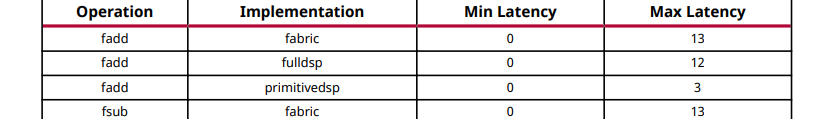 Operation Implementation Min Latency Max Latency
fadd fabric 0 13
fadd fulldsp 0 12
fadd primitivedsp 0 3
fsub fabric 0 13